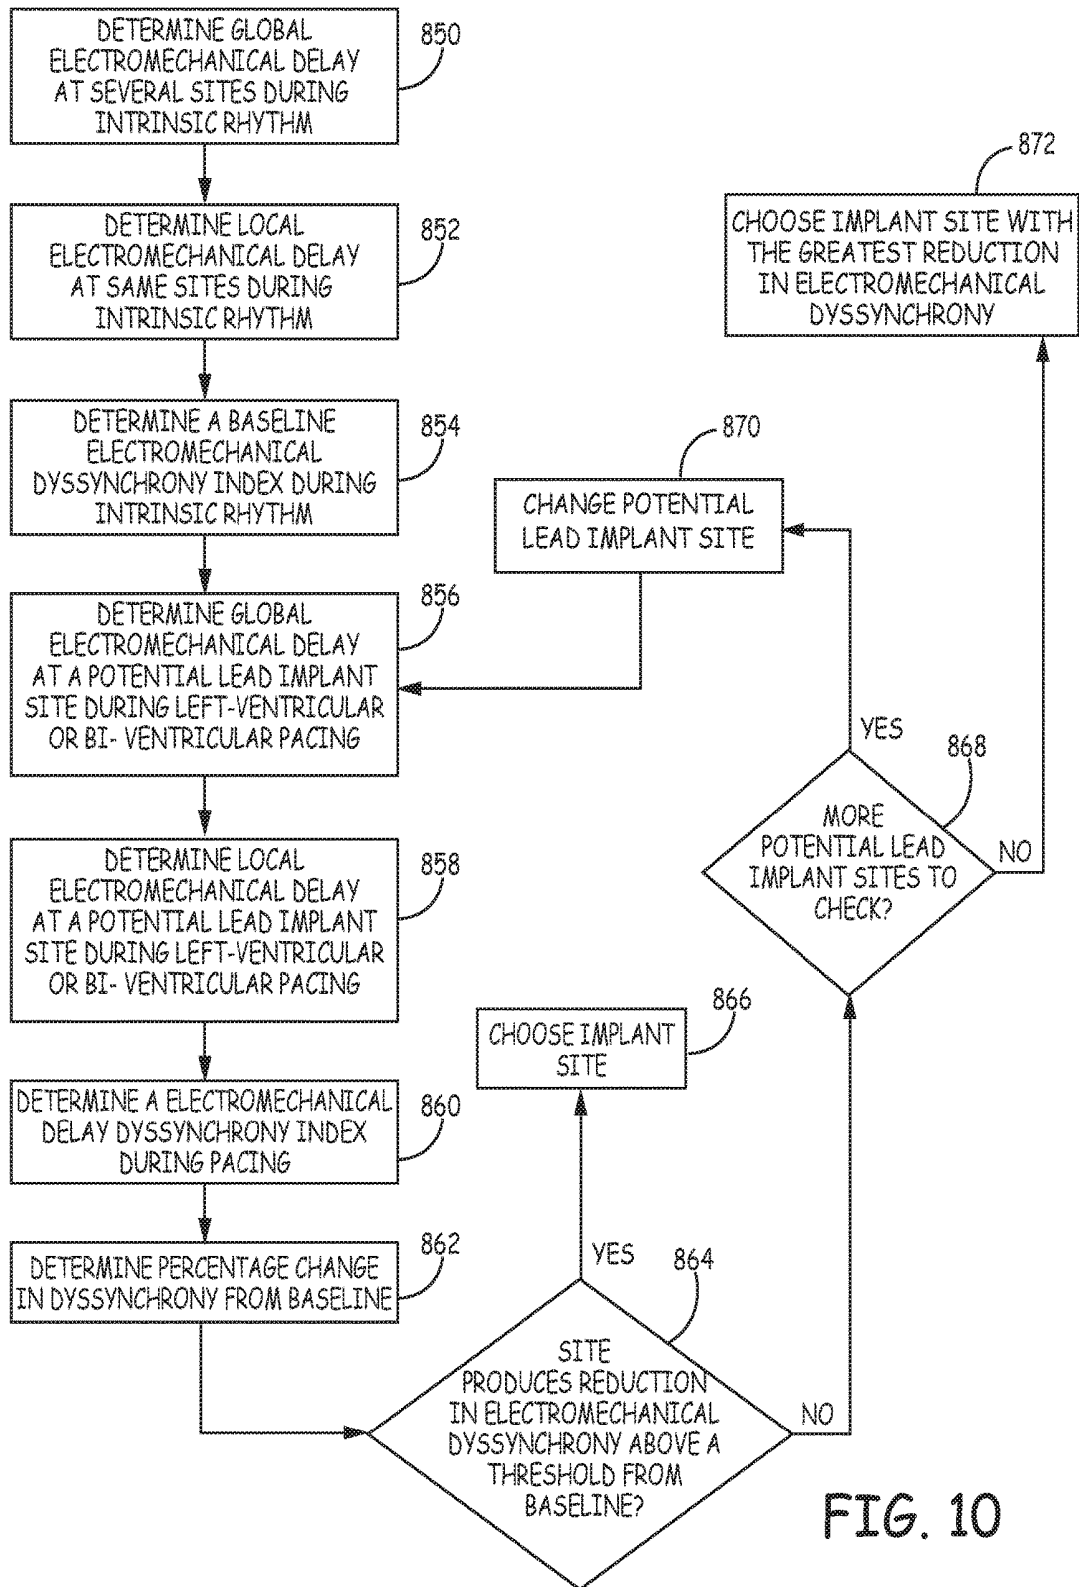 DETERMINE GLOBAL
ELECTROMECHANICAL DELAY
AT SEVERAL SITES DURING
INTRINSIC RHYTHM
850
DETERMINE LOCAL
ELECTROMECHANICAL DELAY
AT SAME SITES DURING
INTRINSIC RHYTHM
852
DETERMINE A BASELINE
ELECTROMECHANICAL
DYSSYNCHRONY INDEX DURING
INTRINSIC RHYTHM
854
DETERMINE GLOBAL
ELECTROMECHANICAL DELAY
AT A POTENTIAL LEAD IMPLANT
SITE DURING LEFT-VENTRICULAR
OR BI- VENTRICULAR PACING
856
DETERMINE LOCAL
ELECTROMECHANICAL DELAY
AT A POTENTIAL LEAD IMPLANT
SITE DURING LEFT-VENTRICULAR
OR BI- VENTRICULAR PACING
858
DETERMINE A ELECTROMECHANICAL
DELAY DYSSYNCHRONY INDEX
DURING PACING
860
DETERMINE PERCENTAGE CHANGE
IN DYSSYNCHRONY FROM BASELINE
862
SITE
PRODUCES REDUCTION
IN ELECTROMECHANICAL
DYSSYNCHRONY ABOVE A
THRESHOLD FROM
BASELINE?
864
YES
NO
CHOOSE IMPLANT
SITE
866
MORE
POTENTIAL LEAD
IMPLANT SITES TO
CHECK?
868
YES
NO
CHANGE POTENTIAL
LEAD IMPLANT SITE
870
CHOOSE IMPLANT SITE WITH
THE GREATEST REDUCTION
IN ELECTROMECHANICAL
DYSSYNCHRONY
872
FIG. 10